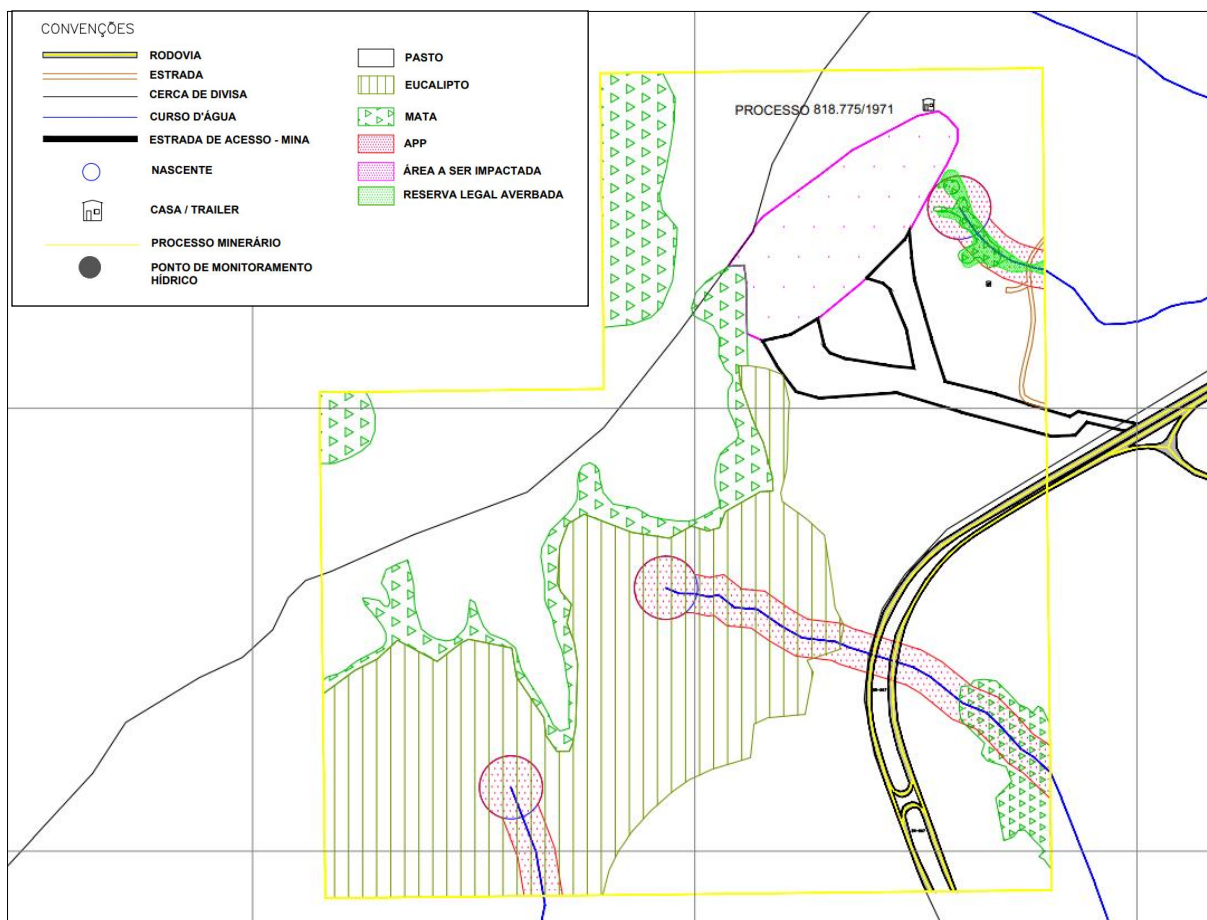 CONVENÇÕES
RODOVIA
ESTRADA
CERCA DE DIVISA
CURSO D'ÁGUA
ESTRADA DE ACESSO - MINA
NASCENTE
CASA / TRAILER
PROCESSO MINERÁRIO
PONTO DE MONITORAMENTO
HÍDRICO
PASTO
EUCALIPTO
MATA
APP
ÁREA A SER IMPACTADA
RESERVA LEGAL AVERBADA
PROCESSO 818.775/1971